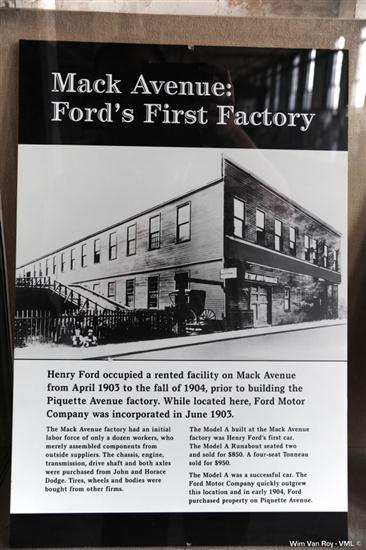 Mack Avenue:
Ford's First Factory
Henry Ford occupied a rented facility on Mack Avenue
from April 1903 to the fall of 1904, prior to building the
Piquette Avenue factory. While located here, Ford Motor
Company was incorporated in June 1903.
The Mack Avenue factory had an initial
labor force of only a dozen workers, who
merely assembled components from
outside suppliers. The chassis, engine,
transmission, drive shaft and both axles
were purchased from John and Horace
Dodge. Tires, wheels and bodies were
bought from other firms.
The Model A built at the Mack Avenue
factory was Henry Ford's first car.
The Model A Runabout seated two
and sold for $850. A four-seat Tonneau
sold for $950.
The Model A was a successful car. The
Ford Motor Company quickly outgrew
this location and in early 1904, Ford
purchased property on Piquette Avenue.
Wim Van Roy - VML ©